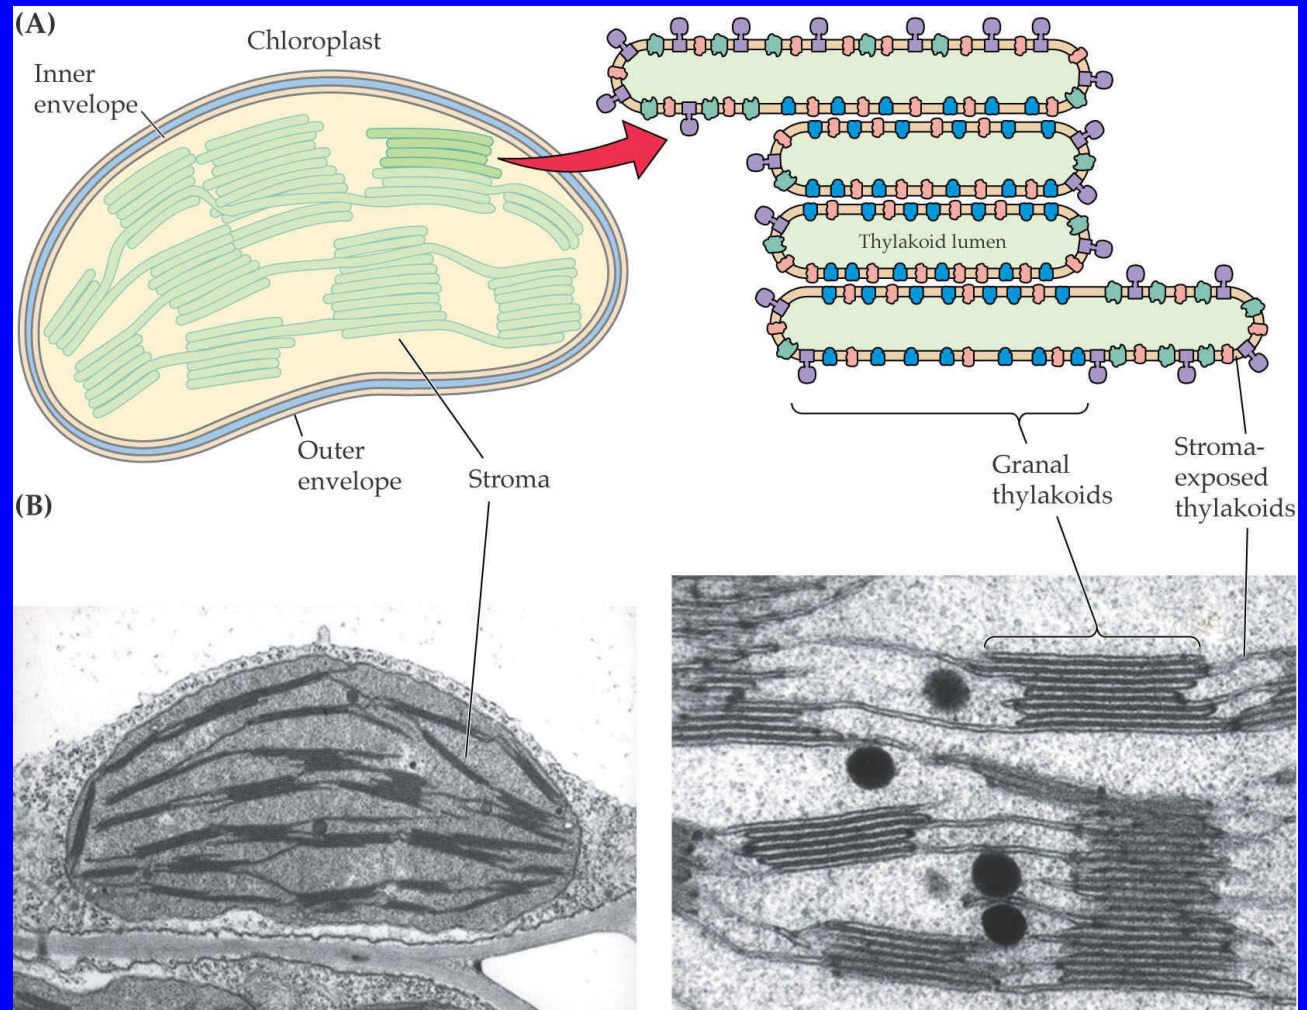 (A)
Chloroplast
Inner
envelope
Thylakoid lumen
Outer
envelope
Stroma
Granal
thylakoids
Stroma-
exposed
thylakoids
(B)